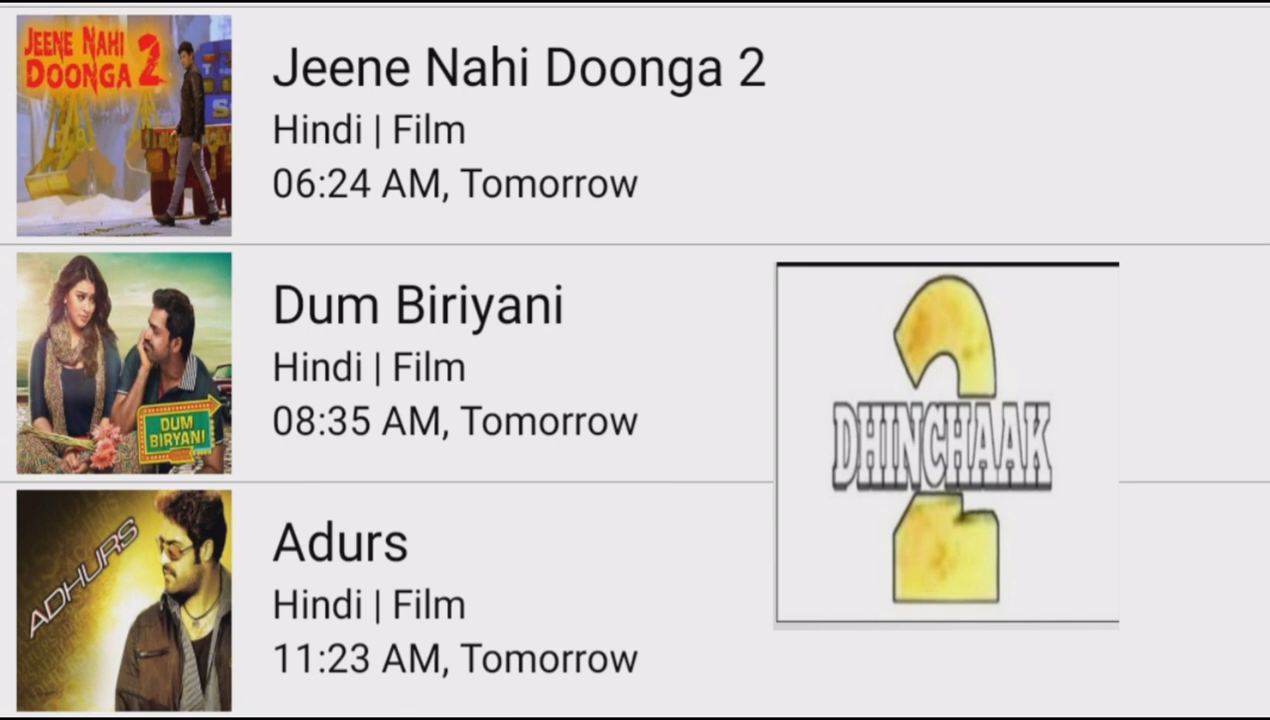 JEENE NAHI
DOONGA 2
Jeene Nahi Doonga 2
Hindi | Film
06:24 AM, Tomorrow
DUM
BIRYANI
Dum Biriyani
Hindi | Film
08:35 AM, Tomorrow
ADHURS
Adurs
Hindi | Film
11:23 AM, Tomorrow
2
DHINCHAAK